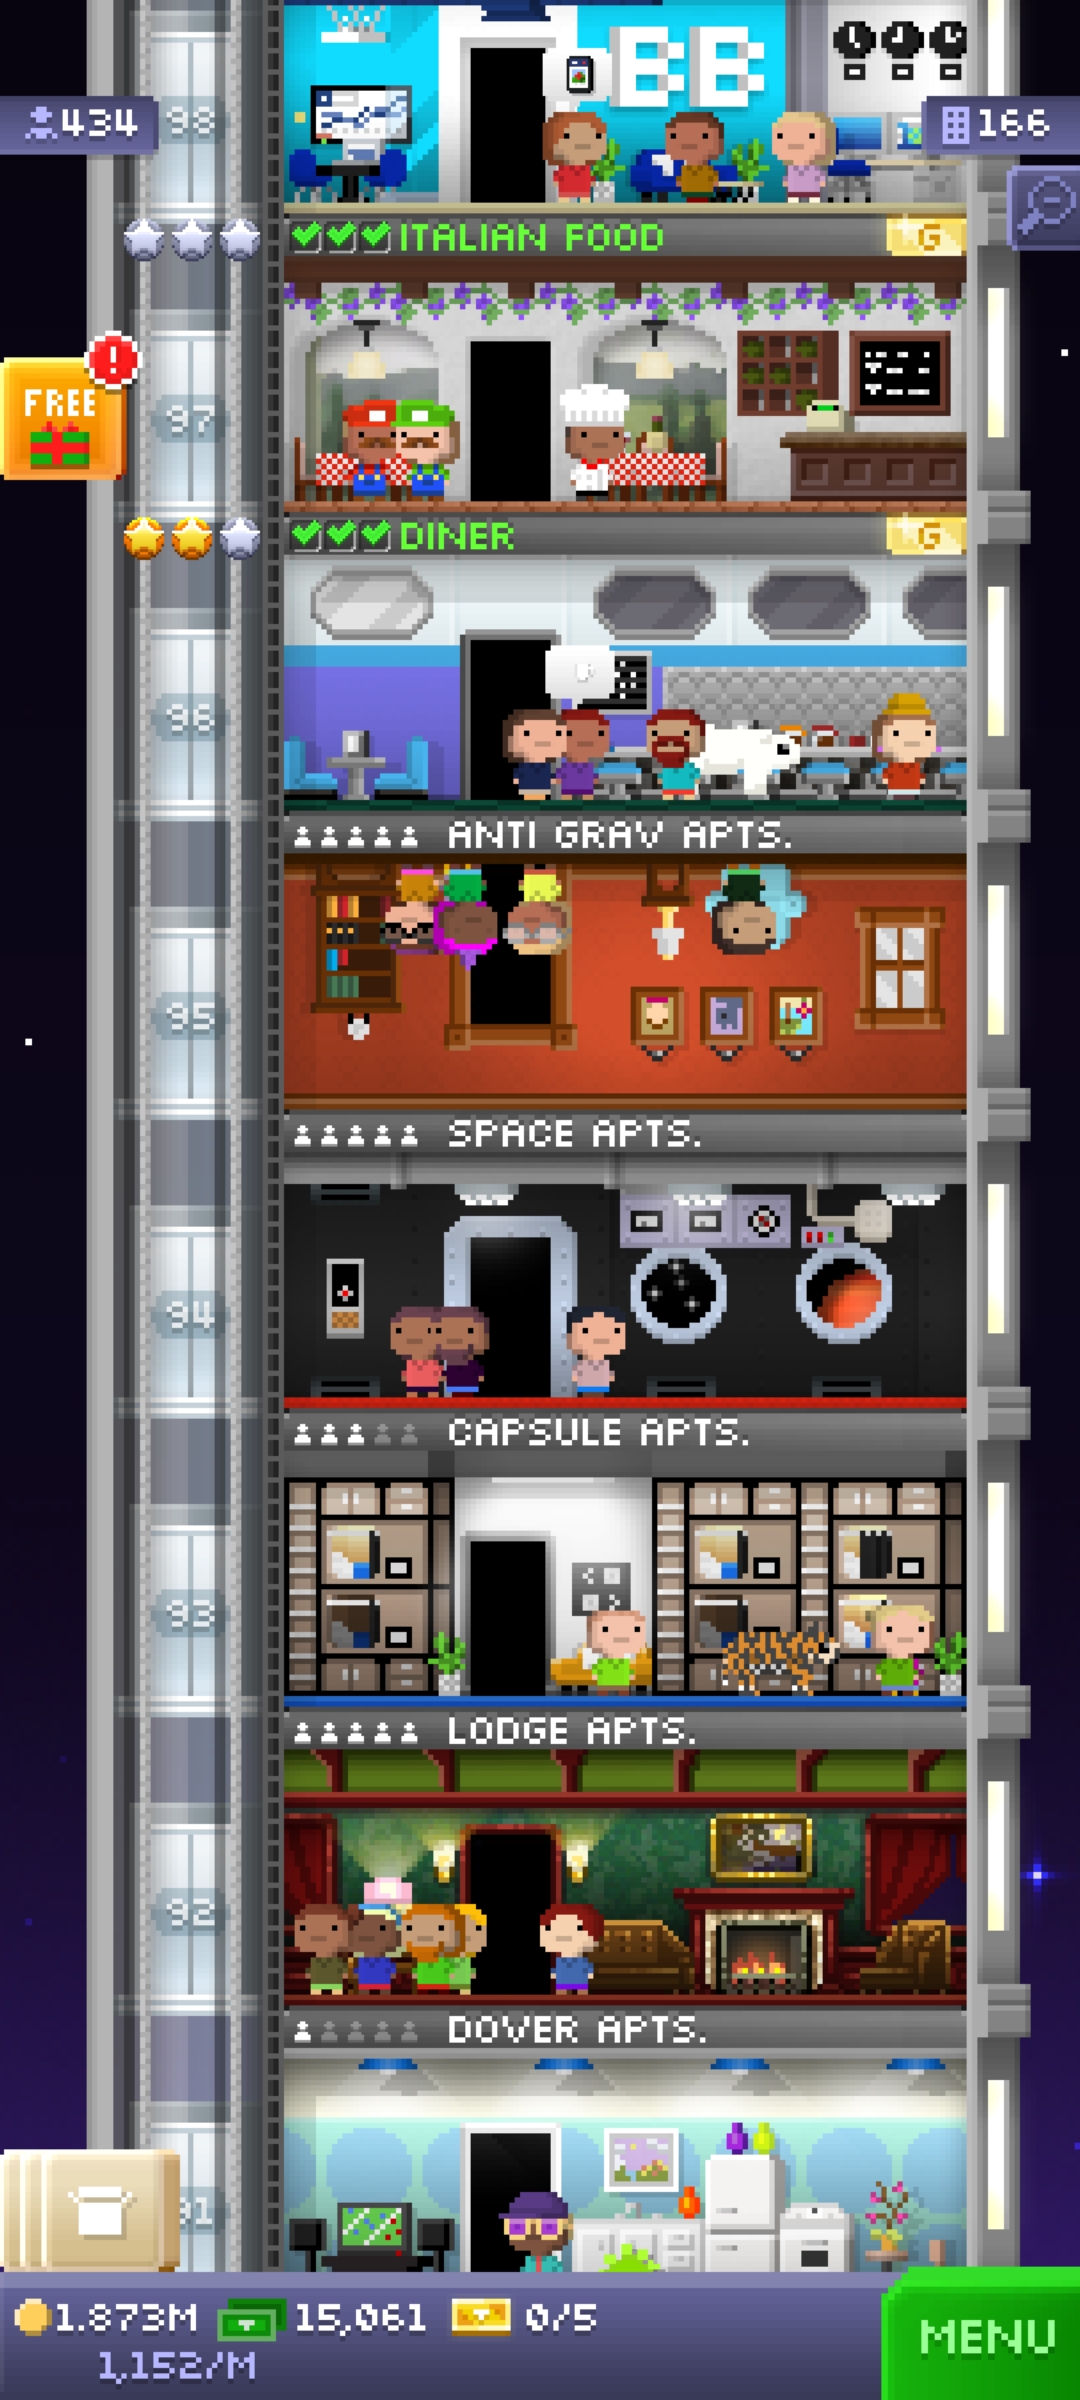 BB
434
98
166
ITALIAN FOOD
G
FREE
!
97
DINER
G
96
ANTI GRAV APTS.
95
SPACE APTS.
94
CAPSULE APTS.
93
LODGE APTS.
92
DOVER APTS.
91
1.873M
15,061
0/5
1,152/M
MENU